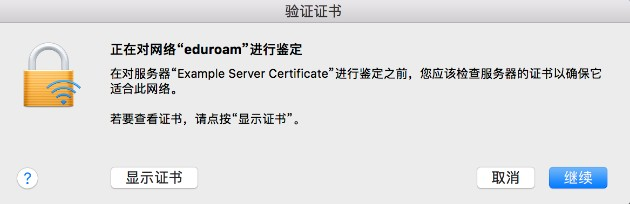 验证证书
正在对网络“eduroam”进行鉴定
在对服务器“Example Server Certificate”进行鉴定之前，您应该检查服务器的证书以确保它
适合此网络。
若要查看证书，请点按“显示证书”。
?
显示证书
取消
继续